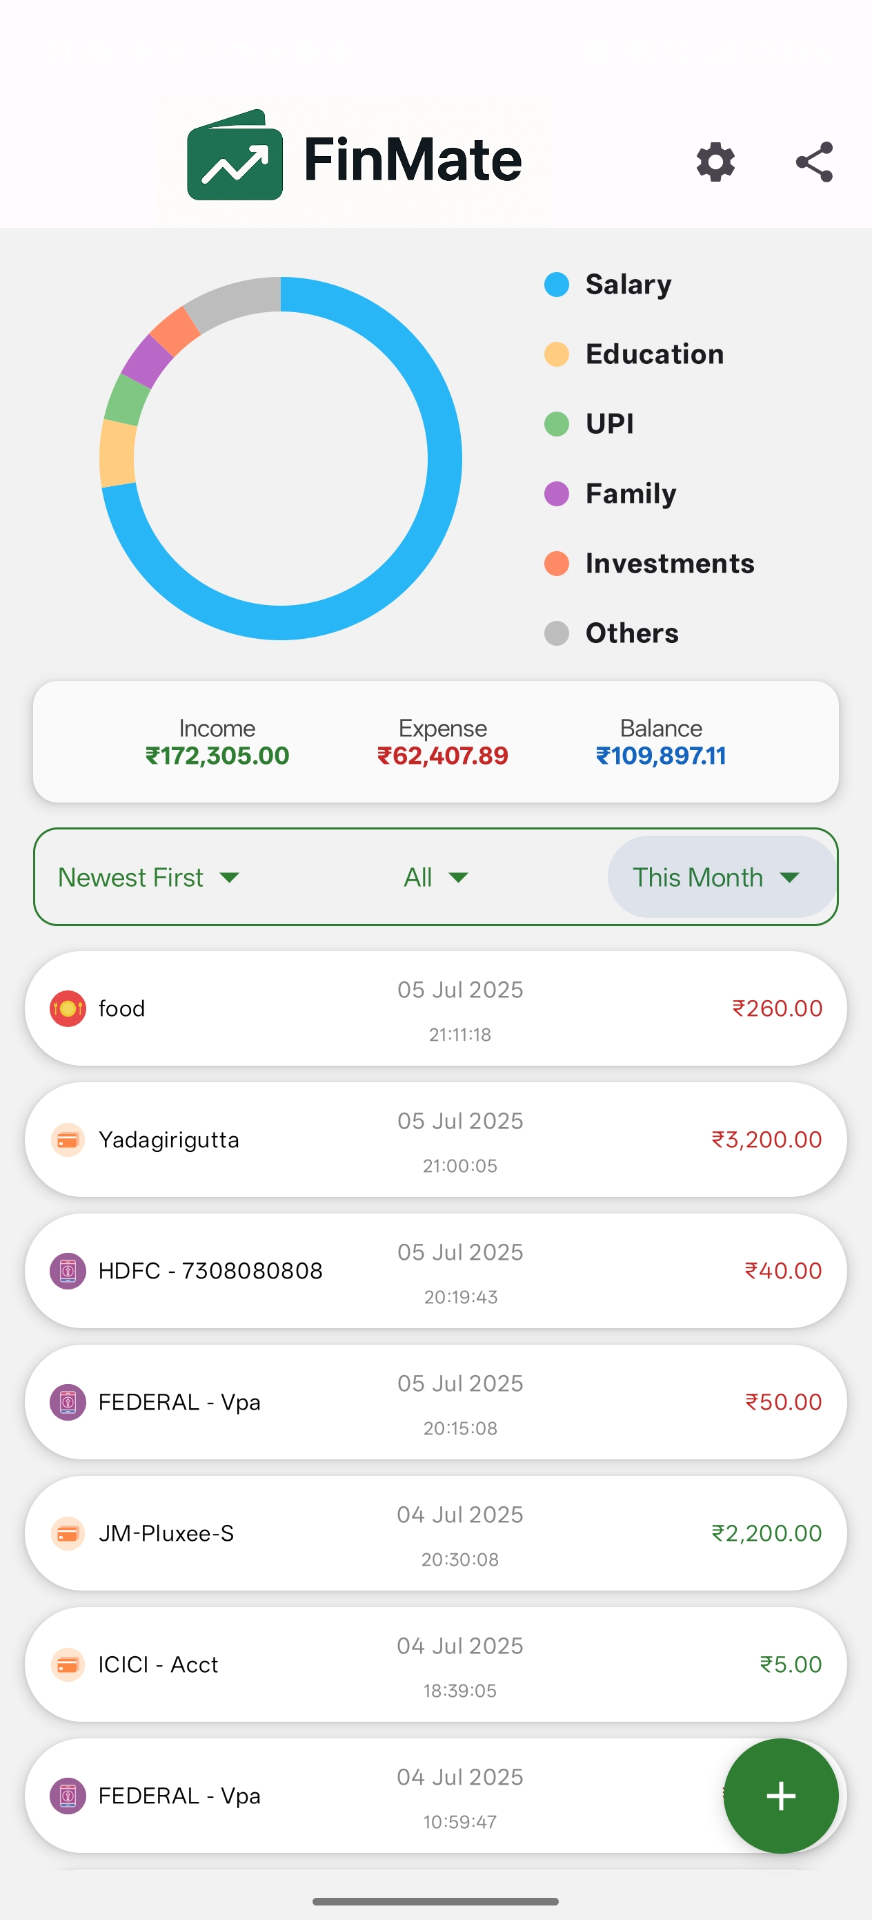 FinMate
Salary
Education
UPI
Family
Investments
Others
Income Expense Balance
₹172,305.00 ₹62,407.89 ₹109,897.11
Newest First All This Month
food 05 Jul 2025 ₹260.00
21:11:18
Yadagirigutta 05 Jul 2025 ₹3,200.00
21:00:05
HDFC - 7308080808 05 Jul 2025 ₹40.00
20:19:43
FEDERAL - Vpa 05 Jul 2025 ₹50.00
20:15:08
JM-Pluxee-S 04 Jul 2025 ₹2,200.00
20:30:08
ICICI - Acct 04 Jul 2025 ₹5.00
18:39:05
FEDERAL - Vpa 04 Jul 2025
10:59:47